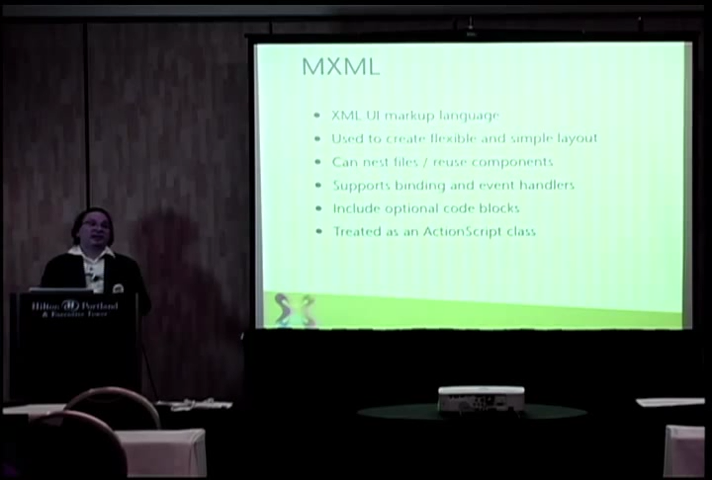 MXML
• XML UI markup language
• Used to create flexible and simple layout
• Can nest files / reuse components
• Supports binding and event handlers
• Include optional code blocks
• Treated as an ActionScript class
Hilton Portland
& Executive Tower